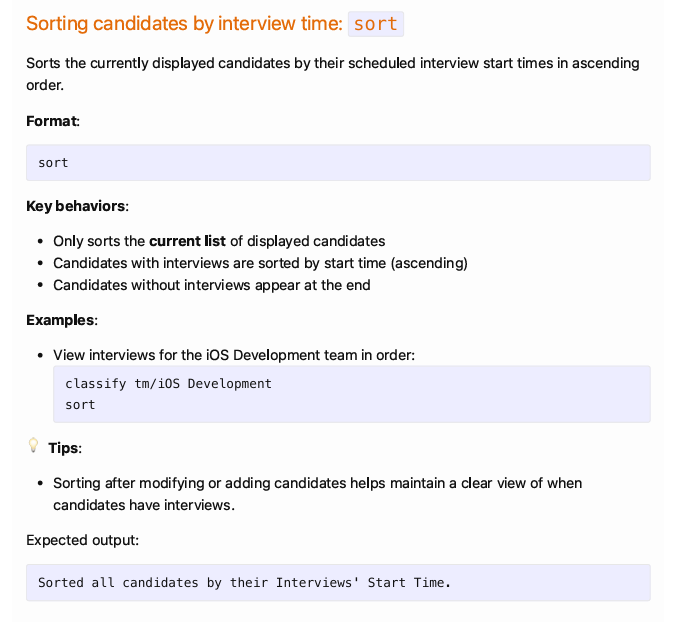 Sorting candidates by interview time: sort
Sorts the currently displayed candidates by their scheduled interview start times in ascending
order.
Format:
sort
Key behaviors:
• Only sorts the current list of displayed candidates
• Candidates with interviews are sorted by start time (ascending)
• Candidates without interviews appear at the end
Examples:
• View interviews for the iOS Development team in order:
classify tm/iOS Development
sort
Tips:
• Sorting after modifying or adding candidates helps maintain a clear view of when
candidates have interviews.
Expected output:
Sorted all candidates by their Interviews' Start Time.